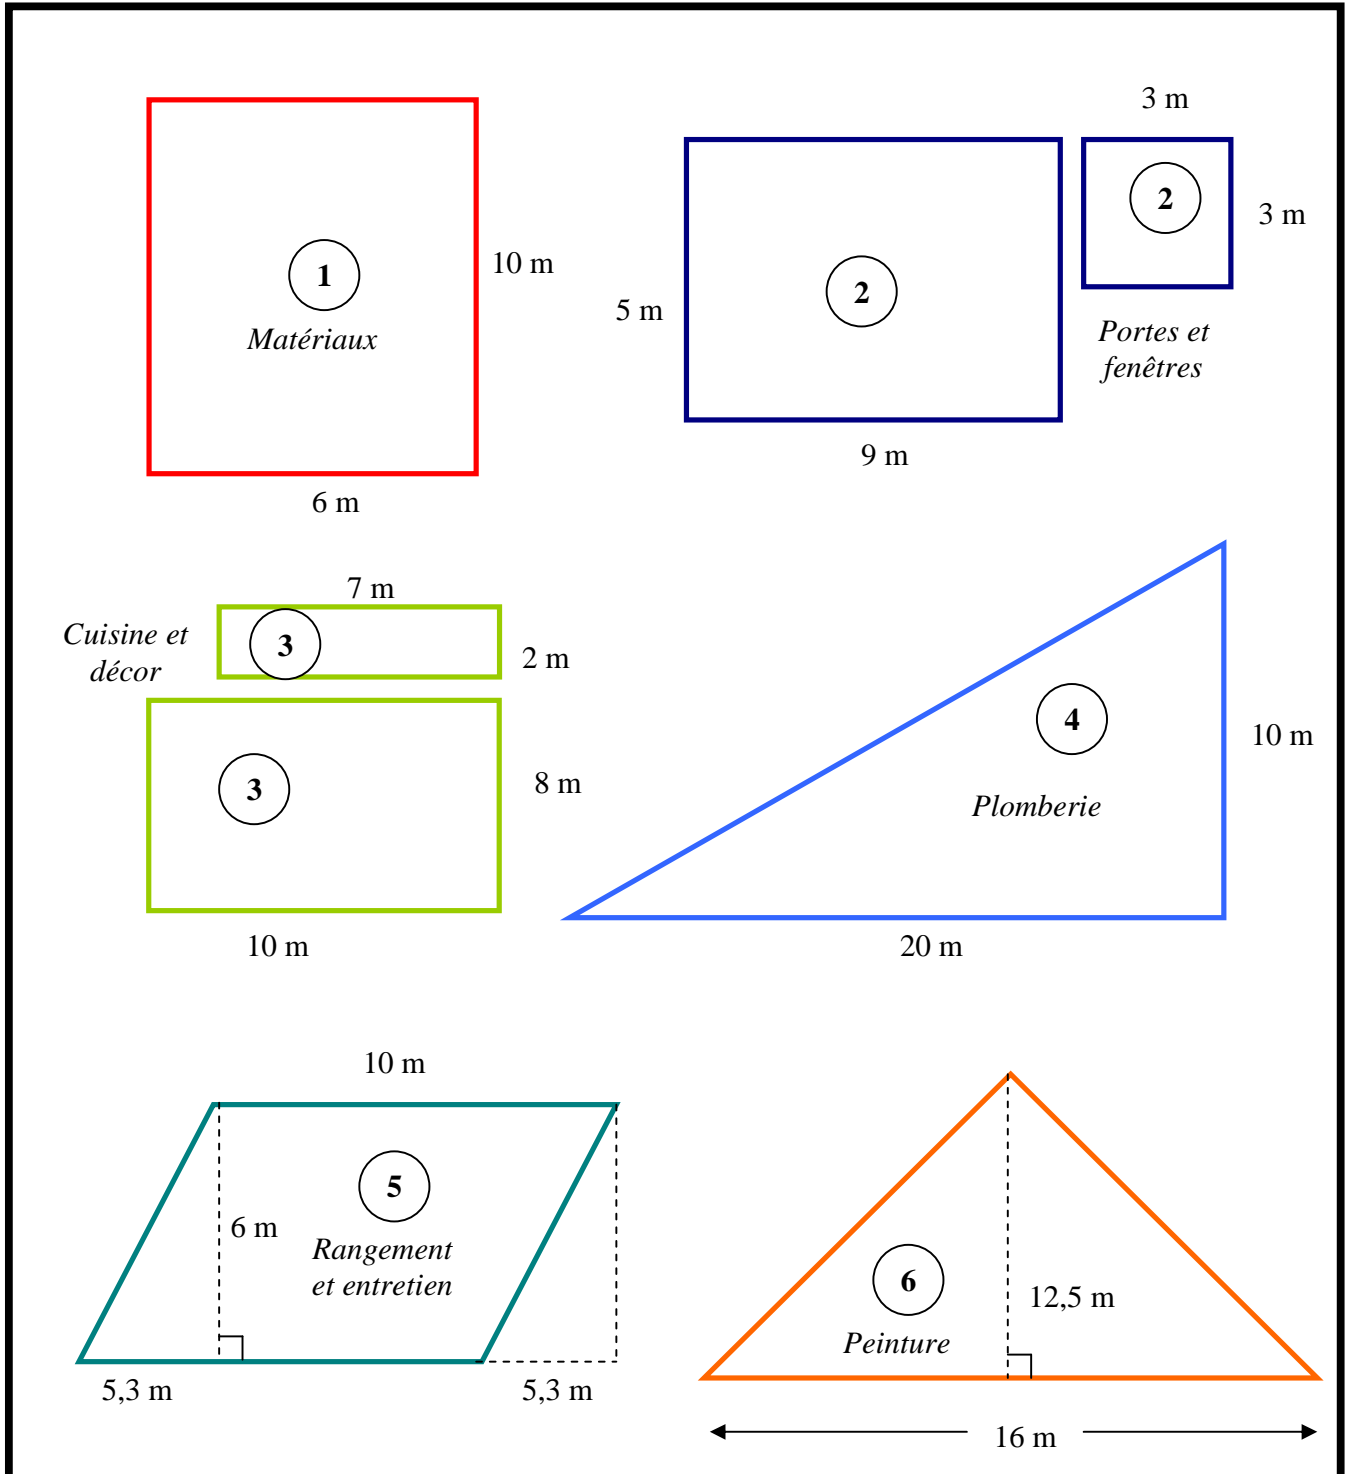 3 m
2
3 m
1
10 m
2
5 m
Matériaux
Portes et
fenêtres
9 m
6 m
7 m
Cuisine et
décor
3
2 m
4
10 m
3
8 m
Plomberie
10 m
20 m
10 m
5
6 m
Rangement
et entretien
6
12,5 m
Peinture
5,3 m
5,3 m
16 m